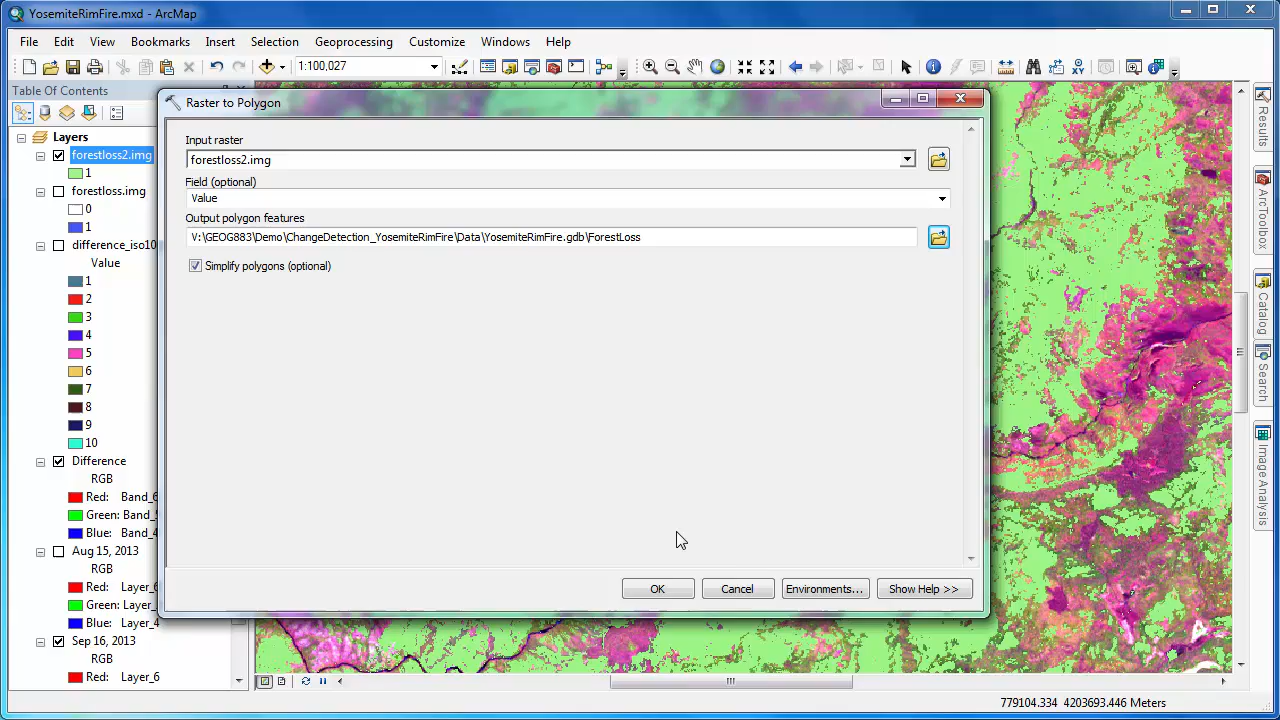 YosemiteRimFire.mxd - ArcMap
File Edit View Bookmarks Insert Selection Geoprocessing Customize Windows Help
1:100,027
Table Of Contents
Layers
forestloss2.img
1
forestloss.img
0
1
difference_iso10
Value
1
2
3
4
5
6
7
8
9
10
Difference
RGB
Red: Band_6
Green: Band_
Blue: Band_4
Aug 15, 2013
RGB
Red: Layer_6
Green: Layer_
Blue: Layer_4
Sep 16, 2013
RGB
Red: Layer_6
Raster to Polygon
Input raster
forestloss2.img
Field (optional)
Value
Output polygon features
V:\GEOG883\Demo\ChangeDetection_YosemiteRimFire\Data\YosemiteRimFire.gdb\ForestLoss
Simplify polygons (optional)
OK Cancel Environments... Show Help >>
Results
ArcToolbox
Catalog
Search
Image Analysis
779104.334 4203693.446 Meters